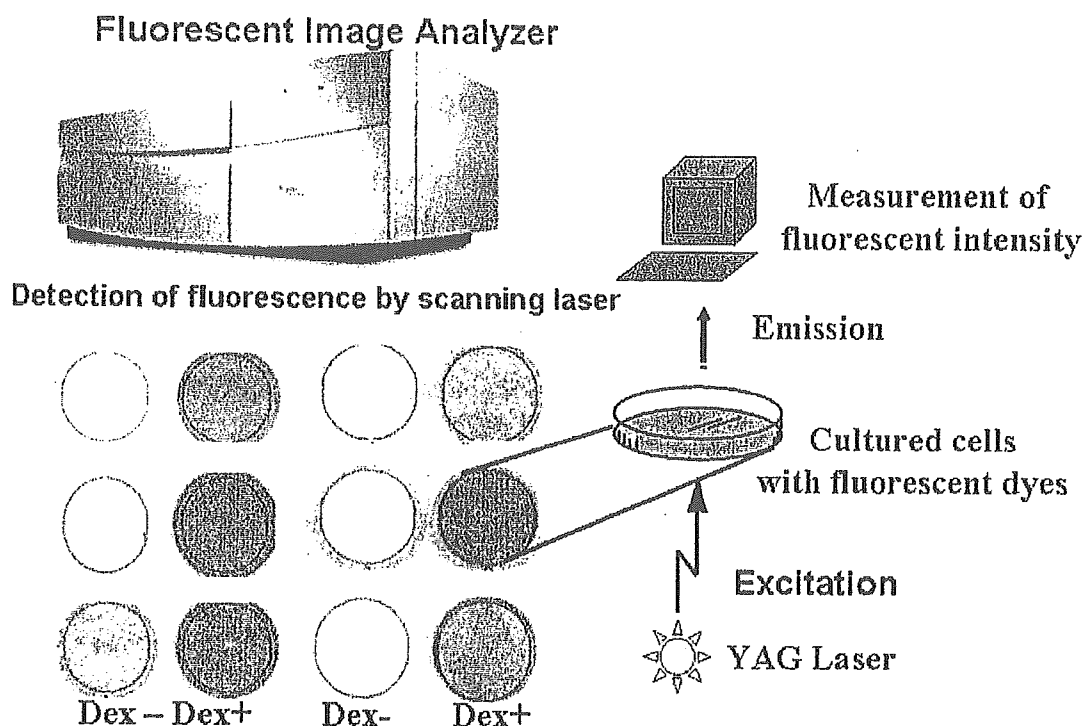 Fluorescent Image Analyzer
Measurement of
fluorescent intensity
Detection of fluorescence by scanning laser
Emission
Cultured cells
with fluorescent dyes
Excitation
YAG Laser
Dex – Dex+ Dex- Dex+